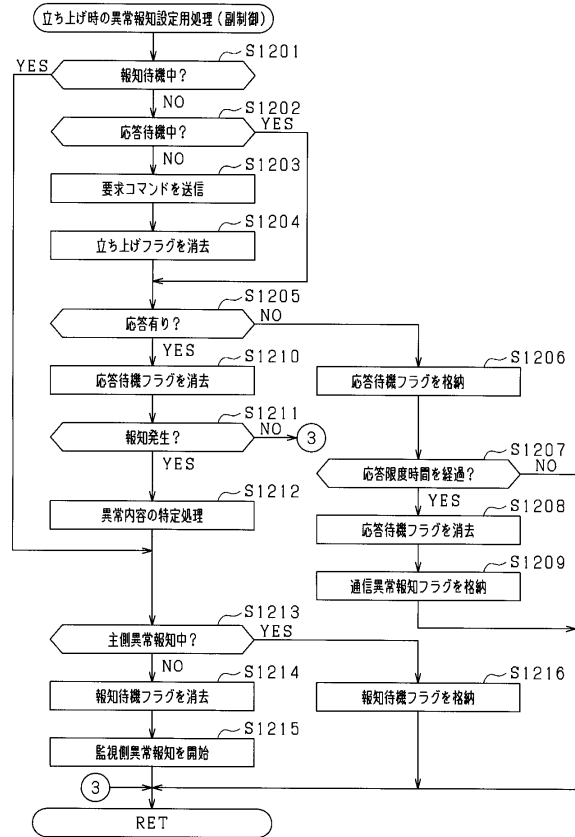 立ち上げ時の異常報知設定用処理(副制御)
S1201
報知待機中?
YES
NO
S1202
応答待機中?
YES
NO
S1203
要求コマンドを送信
S1204
立ち上げフラグを消去
S1205
応答有り?
NO
YES
S1206
応答待機フラグを格納
S1207
応答限度時間を経過?
NO
YES
S1208
応答待機フラグを消去
S1209
通信異常報知フラグを格納
S1210
応答待機フラグを消去
S1211
報知発生?
NO
3
YES
S1212
異常内容の特定処理
S1213
主側異常報知中?
YES
NO
S1214
報知待機フラグを消去
S1215
監視側異常報知を開始
S1216
報知待機フラグを格納
3
RET